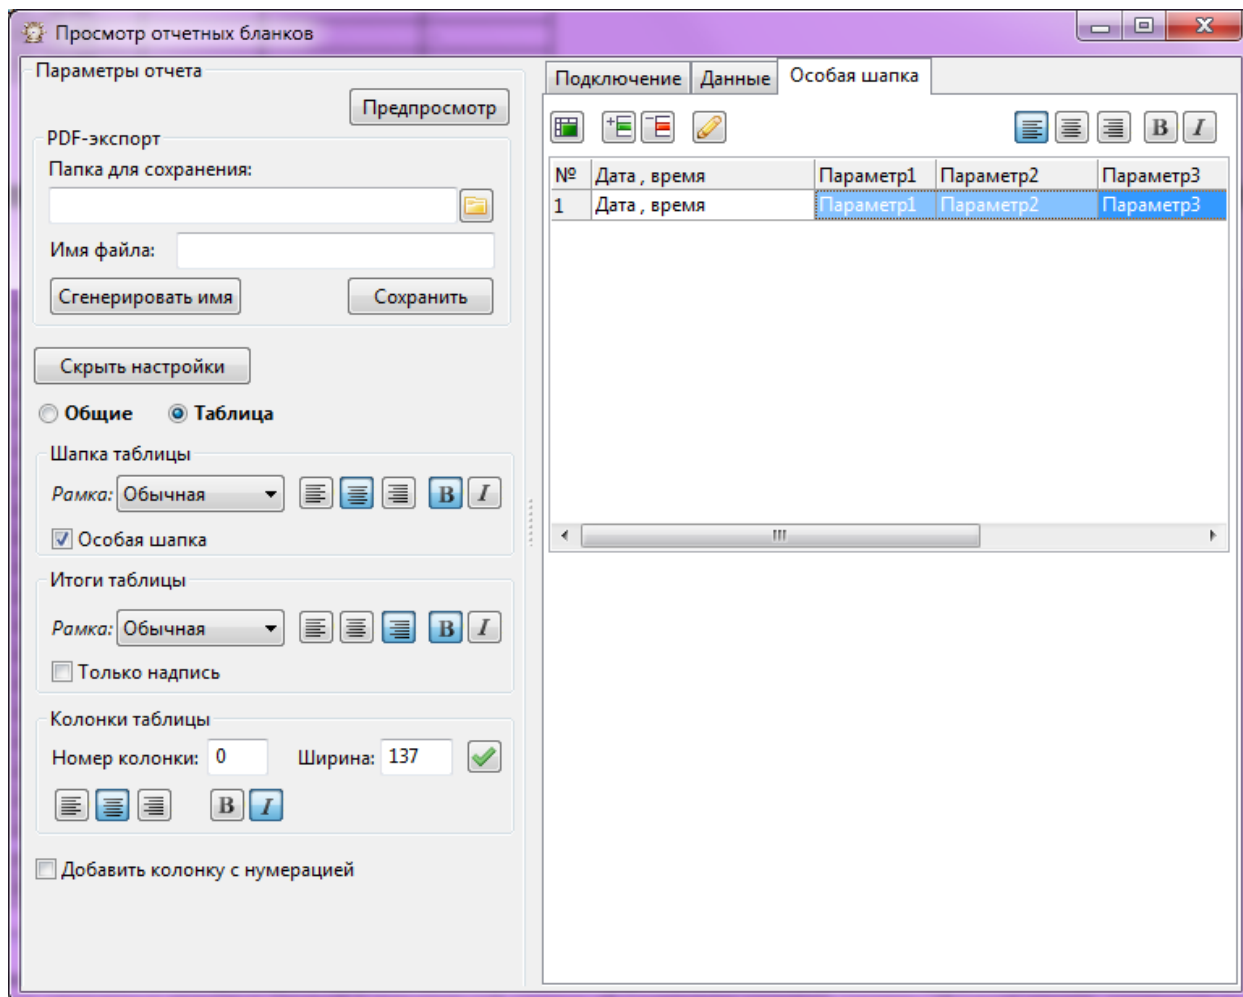 Просмотр отчетных бланков
Параметры отчета
Предпросмотр
PDF-экспорт
Папка для сохранения:
Имя файла:
Сгенерировать имя
Сохранить
Скрыть настройки
Общие
Таблица
Шапка таблицы
Рамка: Обычная B I
Особая шапка
Итоги таблицы
Рамка: Обычная B I
Только надпись
Колонки таблицы
Номер колонки: 0 Ширина: 137
B I
Добавить колонку с нумерацией
Подключение Данные Особая шапка
B I
№ Дата , время Параметр1 Параметр2 Параметр3
1 Дата , время Параметр1 Параметр2 Параметр3